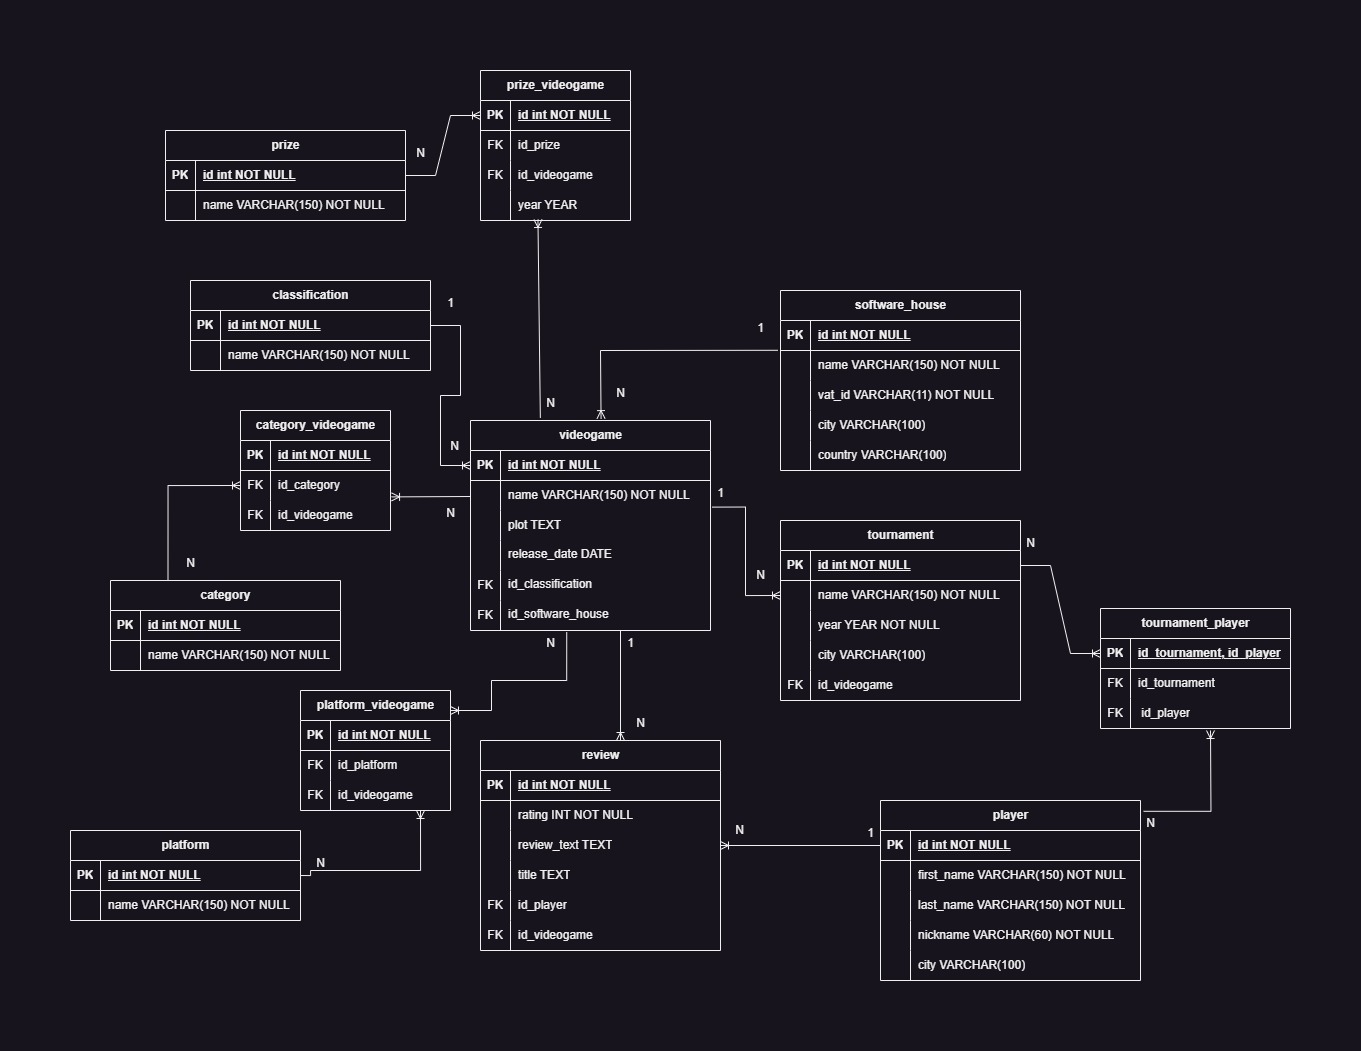 prize_videogame
PK id int NOT NULL
FK id_prize
FK id_videogame
year YEAR
N
prize
PK id int NOT NULL
name VARCHAR(150) NOT NULL
classification
PK id int NOT NULL
name VARCHAR(150) NOT NULL
1
software_house
PK id int NOT NULL
name VARCHAR(150) NOT NULL
vat_id VARCHAR(11) NOT NULL
city VARCHAR(100)
country VARCHAR(100)
1
N
N
category_videogame
PK id int NOT NULL
FK id_category
FK id_videogame
N
N
videogame
PK id int NOT NULL
name VARCHAR(150) NOT NULL
plot TEXT
release_date DATE
FK id_classification
FK id_software_house
1
N
tournament
PK id int NOT NULL
name VARCHAR(150) NOT NULL
year YEAR NOT NULL
city VARCHAR(100)
FK id_videogame
N
N
category
PK id int NOT NULL
name VARCHAR(150) NOT NULL
tournament_player
PK id_tournament, id_player
FK id_tournament
FK id_player
N
1
N
platform_videogame
PK id int NOT NULL
FK id_platform
FK id_videogame
review
PK id int NOT NULL
rating INT NOT NULL
review_text TEXT
title TEXT
FK id_player
FK id_videogame
N
1
N
player
PK id int NOT NULL
first_name VARCHAR(150) NOT NULL
last_name VARCHAR(150) NOT NULL
nickname VARCHAR(60) NOT NULL
city VARCHAR(100)
platform
PK id int NOT NULL
name VARCHAR(150) NOT NULL
N